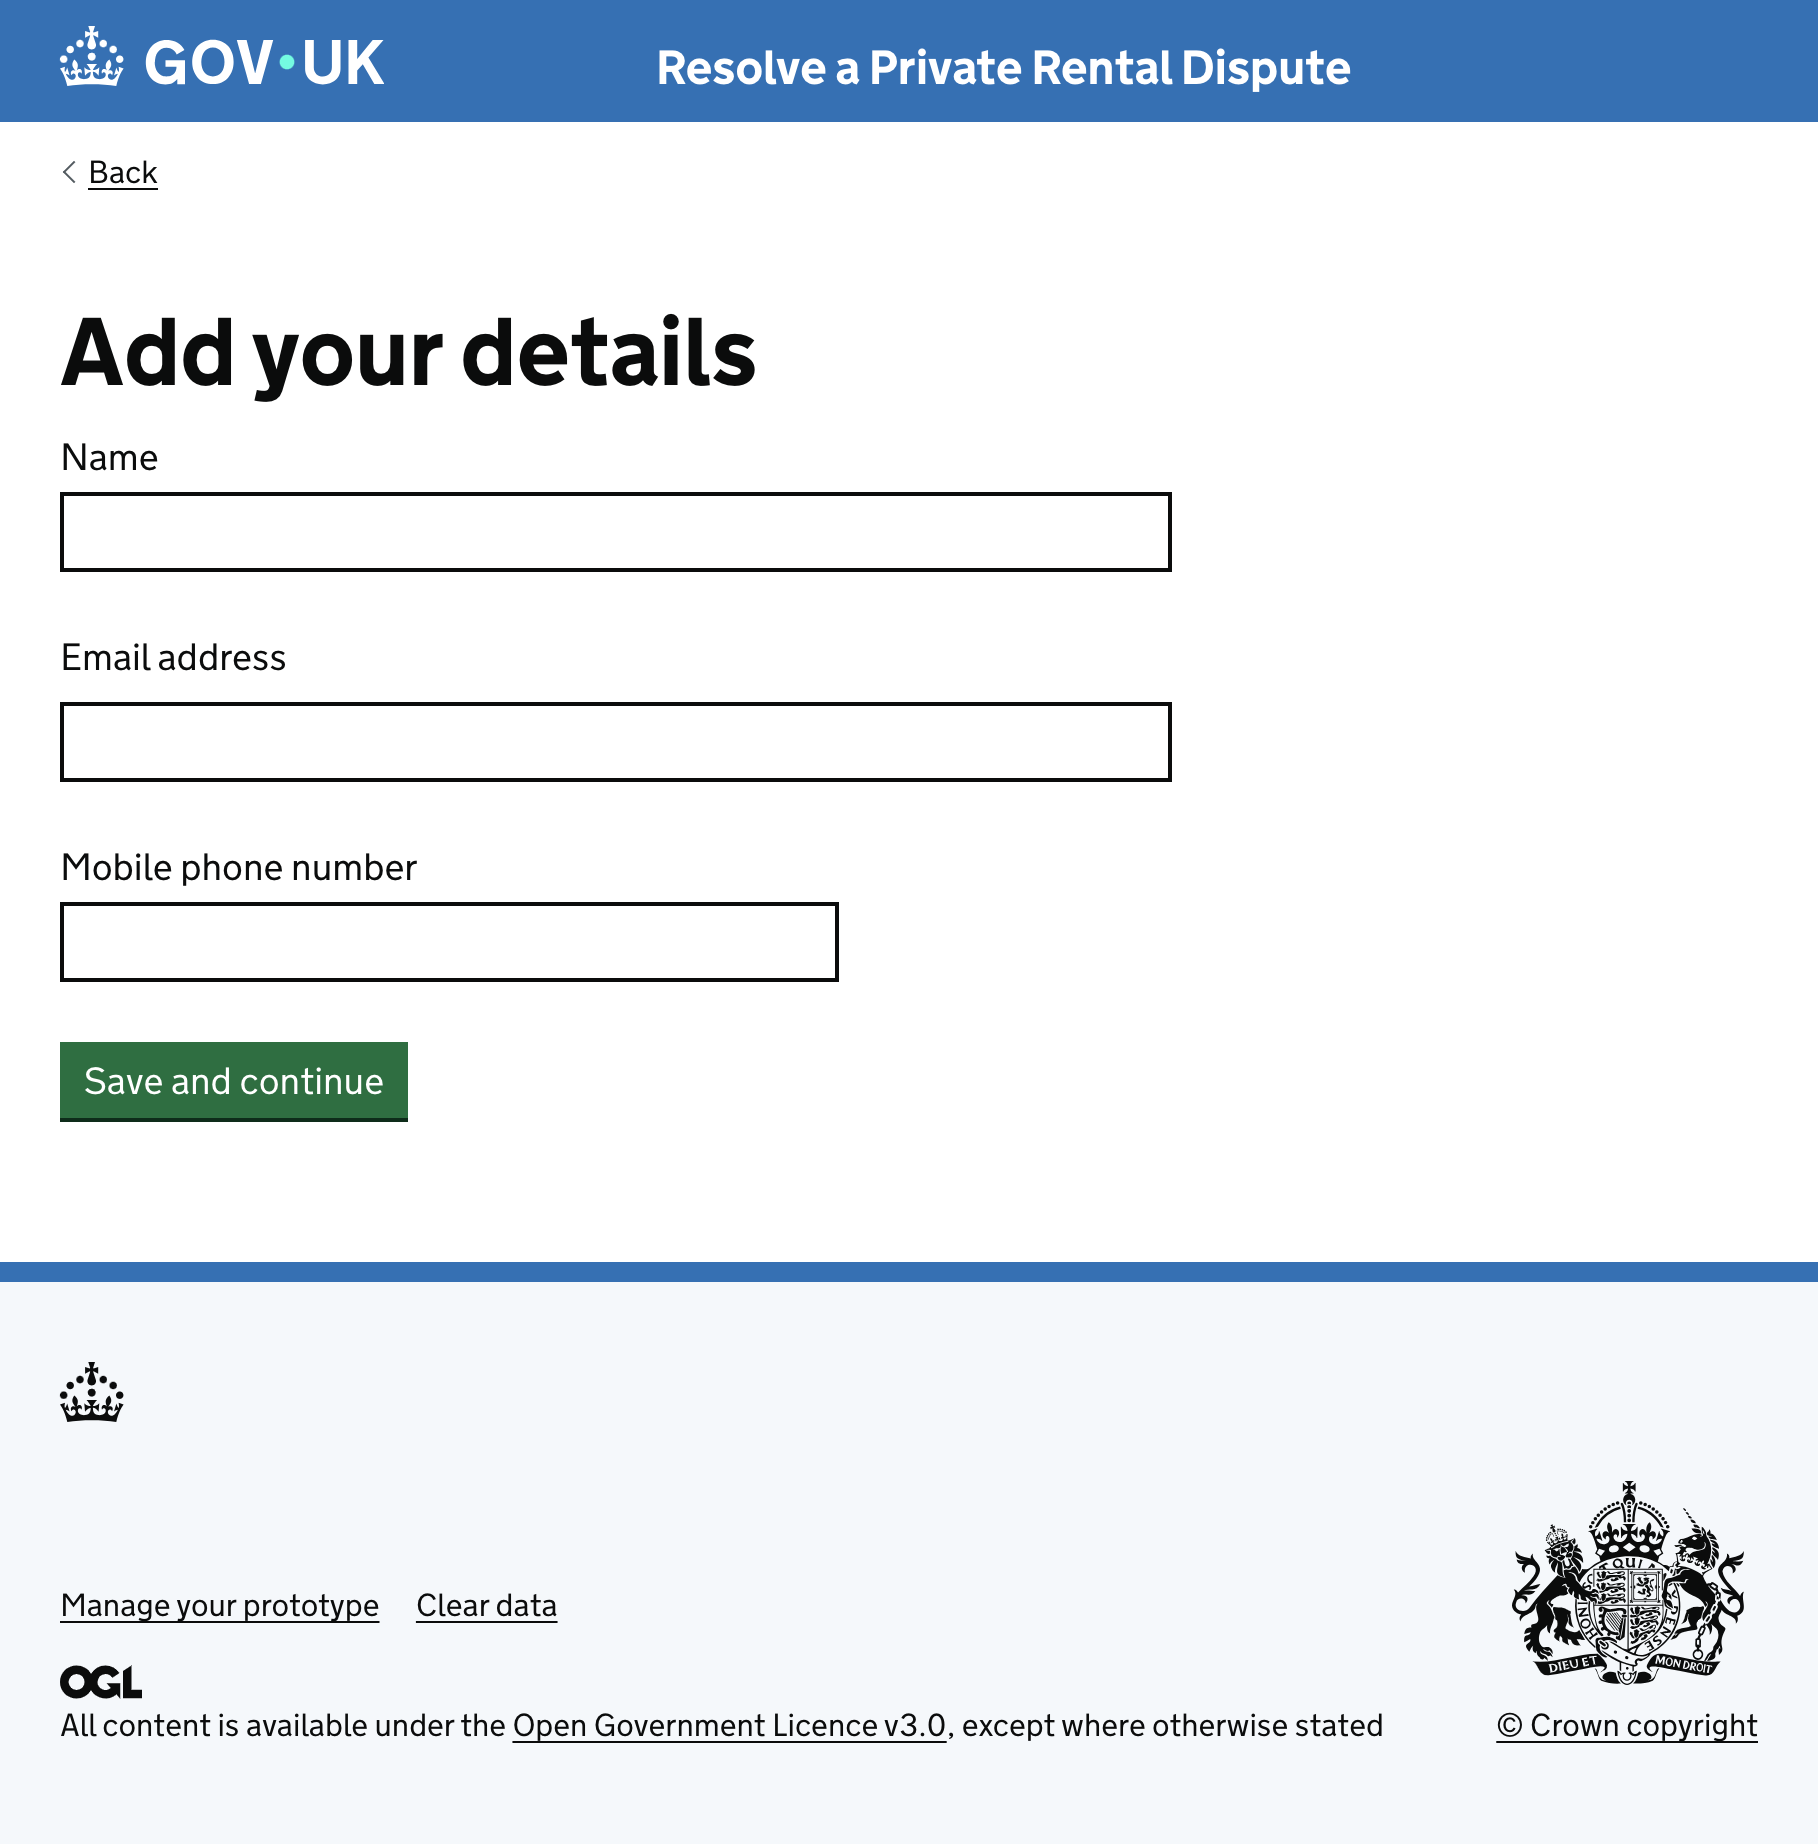 GOV·UK
Resolve a Private Rental Dispute
Back
Add your details
Name
Email address
Mobile phone number
Save and continue
Manage your prototype
Clear data
OGL
All content is available under the Open Government Licence v3.0, except where otherwise stated
DIEU ET MON DROIT
© Crown copyright